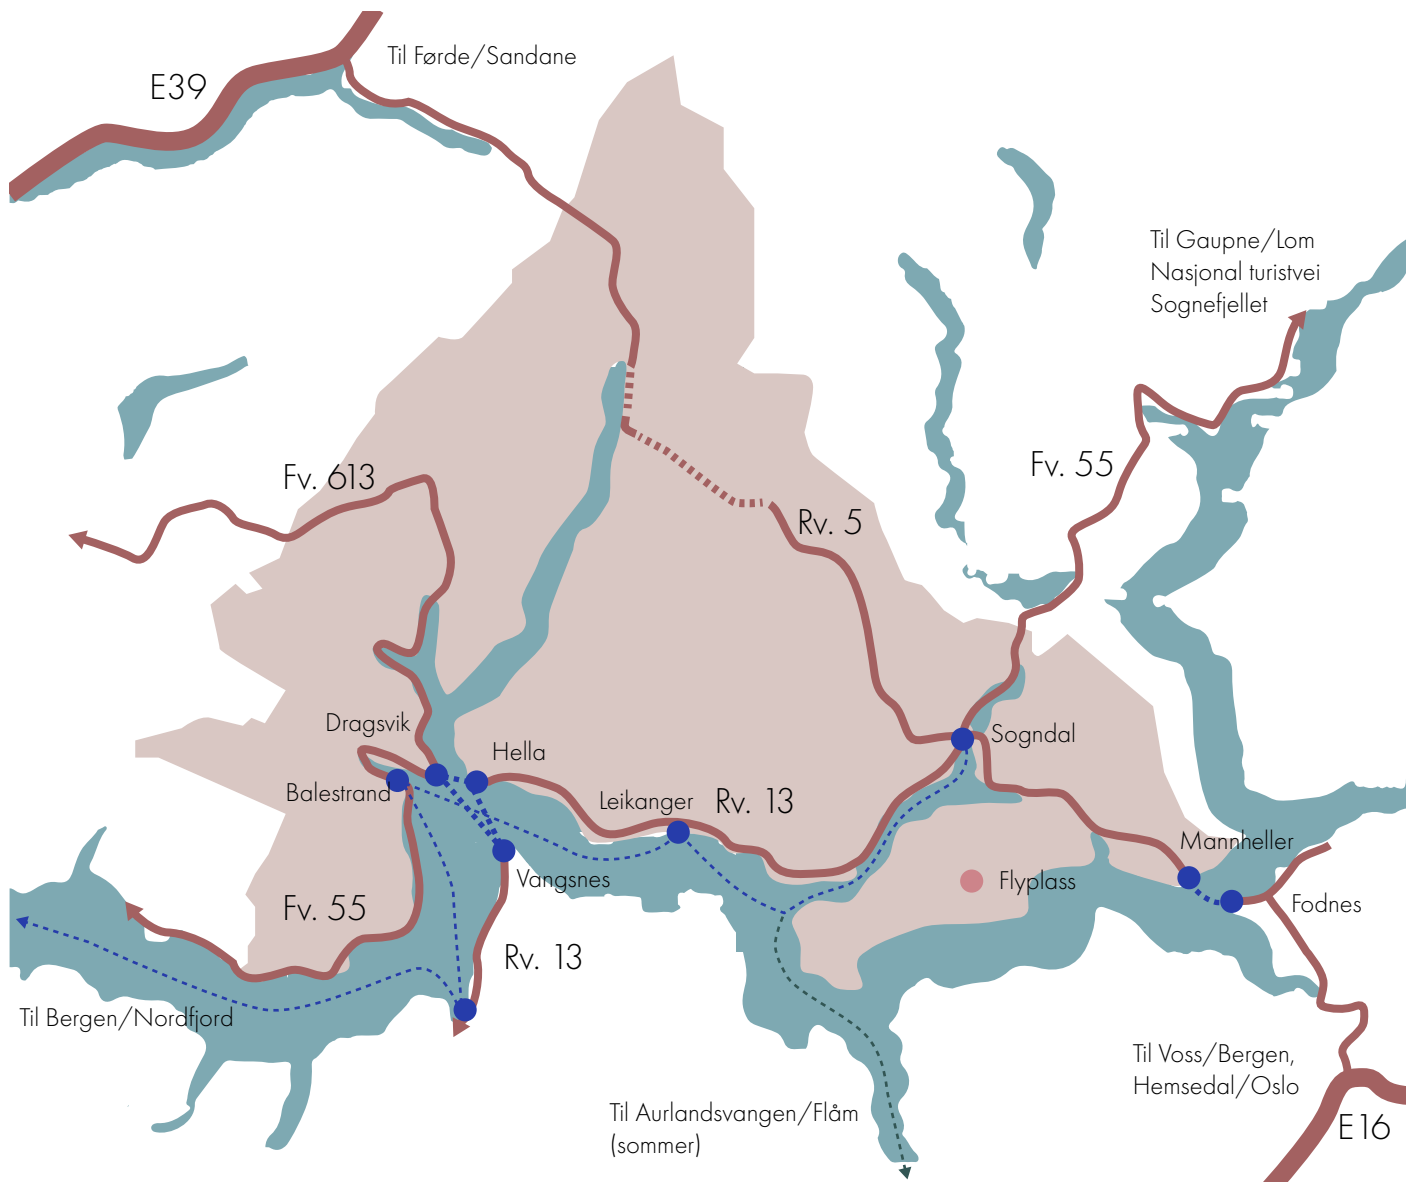 Til Førde/Sandane
E39
Til Gaupne/Lom
Nasjonal turistvei
Sognefjellet
Fv. 55
Fv. 613
Rv. 5
Dragsvik
Sogndal
Hella
Balestrand
Leikanger
Rv. 13
Mannheller
Vangsnes
Flyplass
Fodnes
Fv. 55
Rv. 13
Til Bergen/Nordfjord
Til Voss/Bergen,
Hemsedal/Oslo
Til Aurlandsvangen/Flåm
(sommer)
E16